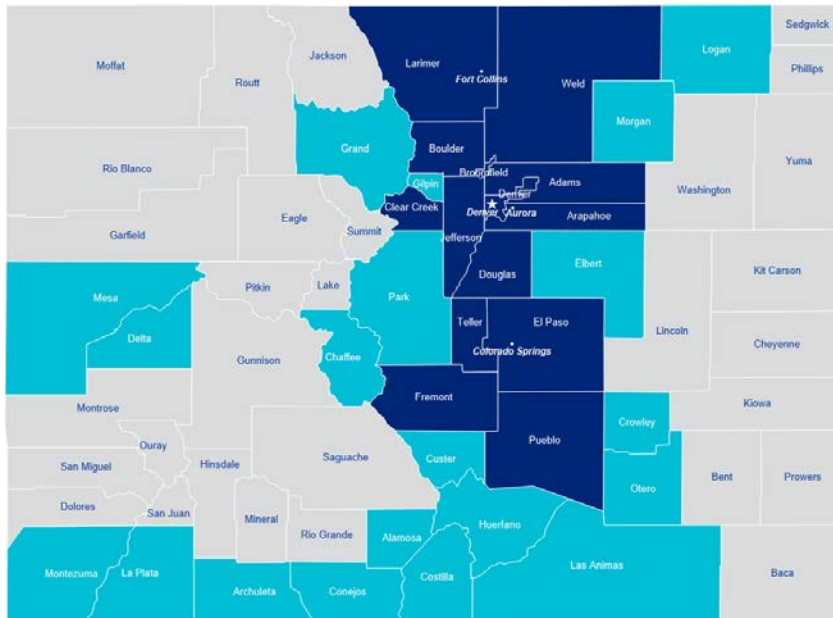 Sedgwick
Logan
Jackson
Larimer
Phillips
Moffat
Routt
Fort Collins
Weld
Morgan
Grand
Boulder
Yuma
Rio Blanco
Broomfield
Gilpin
Adams
Washington
Denver
Clear Creek
Denver
Aurora
Arapahoe
Eagle
Summit
Jefferson
Garfield
Elbert
Kit Carson
Douglas
Pitkin
Lake
Mesa
Park
Teller
El Paso
Lincoln
Delta
Cheyenne
Colorado Springs
Chaffee
Gunnison
Fremont
Kiowa
Montrose
Crowley
Ouray
Pueblo
Saguache
Custer
San Miguel
Hinsdale
Bent
Prowers
Otero
Dolores
San Juan
Mineral
Huerfano
Rio Grande
Alamosa
Las Animas
Montezuma
La Plata
Costilla
Baca
Archuleta
Conejos